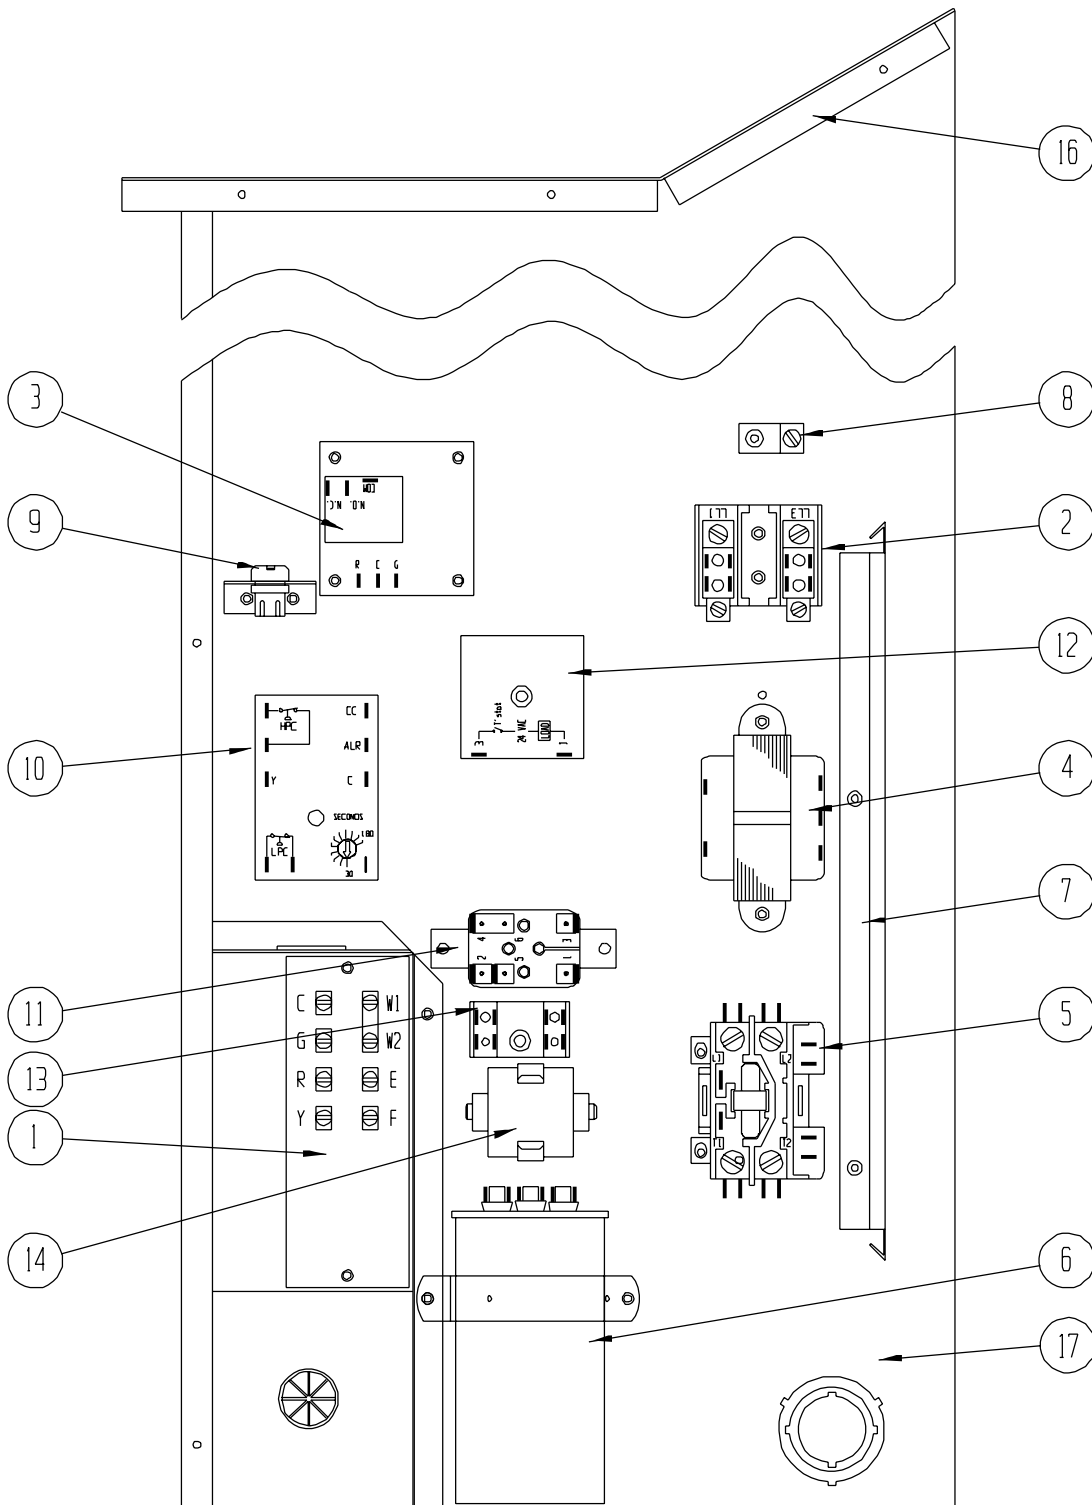 16
3
8
COM
N.O. N.C.
9
LL1
LL3
2
R C G
12
T'stat
3
24 VAC
LOAD
1
HPC
CC
ALR
Y
C
10
4
SECONDS
180
LPC
30
7
4
6
3
2
5
1
11
C
W1
G
W2
R
E
Y
F
13
1
14
L1
L2
T1
T2
5
6
17